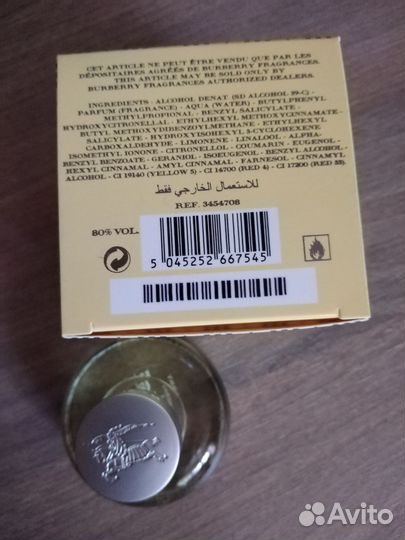 CET ARTICLE NE PEUT ÊTRE VENDU QUE PAR LES
DÉPOSITAIRES AGRÉÉS DE BURBERRY FRAGRANCES.
THIS ARTICLE MAY BE SOLD ONLY BY
BURBERRY FRAGRANCES AUTHORIZED DEALERS.
INGREDIENTS : ALCOHOL DENAT (SD ALCOHOL 39-C) -
PARFUM (FRAGRANCE) - AQUA (WATER) - BUTYLPHENYL
METHYLPROPIONAL - BENZYL SALICYLATE -
HYDROXYCITRONELLAL - ETHYLHEXYL METHOXYCINNAMATE-
BUTYL METHOXYDIBENZOYLMETHANE - ETHYLHEXYL
SALICYLATE - HYDROXYISOHEXYL 3-CYCLOHEXENE
CARBOXALDEHYDE - LIMONENE - LINALOOL - ALPHA-
ISOMETHYL IONONE - CITRONELLOL - COUMARIN - EUGENOL -
BENZYL BENZOATE - GERANIOL - ISOEUGENOL - BENZYL ALCOHOL -
HEXYL CINNAMAL - AMYL CINNAMAL - FARNESOL - CINNAMYL
ALCOHOL - CI 19140 (YELLOW 5) - CI 14700 (RED 4) - CI 17200 (RED 33)
للاستعمال الخارجي فقط
REF. 3454708
80% VOL.
5 045252 667545
Avito